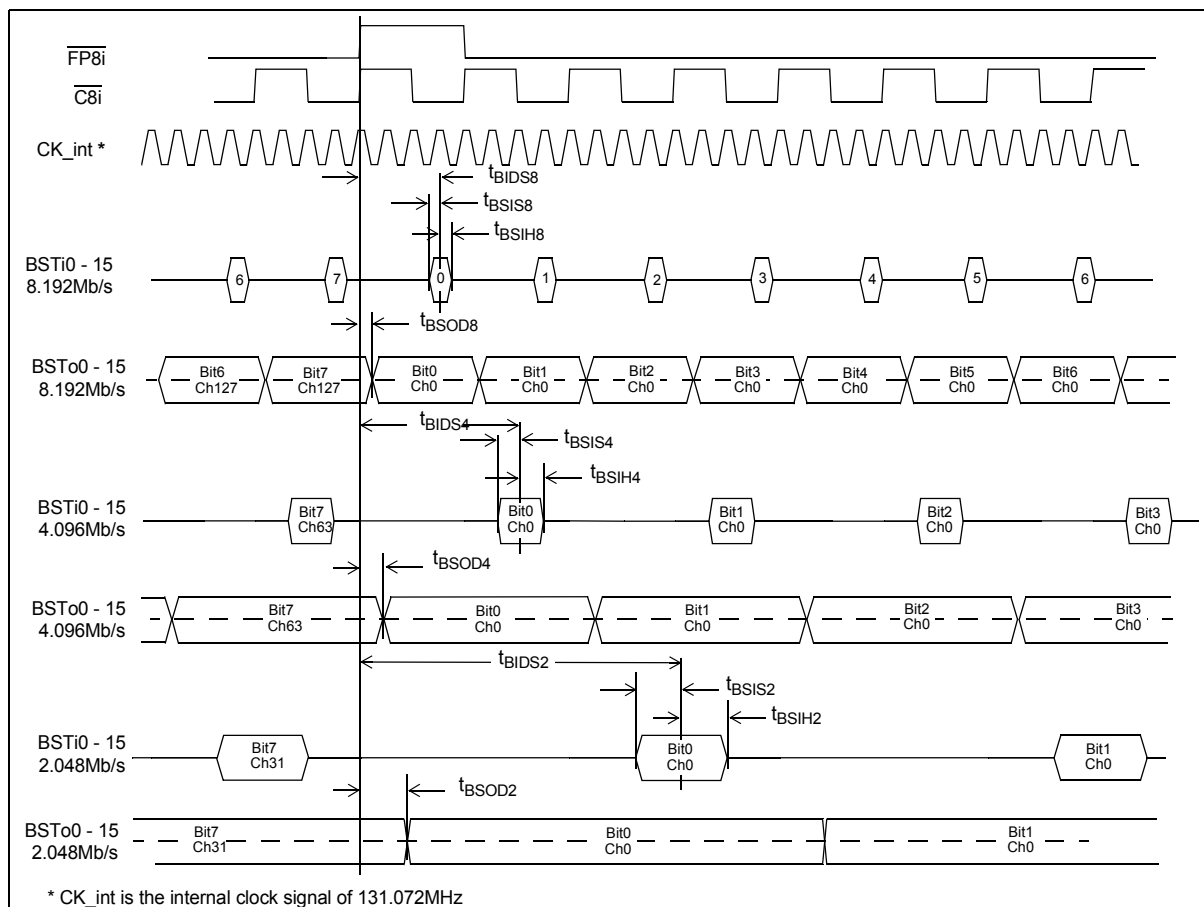 FP8i
C8i
CK_int *
tBIDS8
tBSIS8
tBSIH8
BSTi0 - 15
8.192Mb/s
6 7 0 1 2 3 4 5 6
tBSOD8
BSTo0 - 15
8.192Mb/s
Bit6 Ch127
Bit7 Ch127
Bit0 Ch0
Bit1 Ch0
Bit2 Ch0
Bit3 Ch0
Bit4 Ch0
Bit5 Ch0
Bit6 Ch0
tBIDS4
tBSIS4
tBSIH4
BSTi0 - 15
4.096Mb/s
Bit7 Ch63
Bit0 Ch0
Bit1 Ch0
Bit2 Ch0
Bit3 Ch0
tBSOD4
BSTo0 - 15
4.096Mb/s
Bit7 Ch63
Bit0 Ch0
Bit1 Ch0
Bit2 Ch0
Bit3 Ch0
tBIDS2
tBSIS2
tBSIH2
BSTi0 - 15
2.048Mb/s
Bit7 Ch31
Bit0 Ch0
Bit1 Ch0
tBSOD2
BSTo0 - 15
2.048Mb/s
Bit7 Ch31
Bit0 Ch0
Bit1 Ch0
* CK_int is the internal clock signal of 131.072MHz